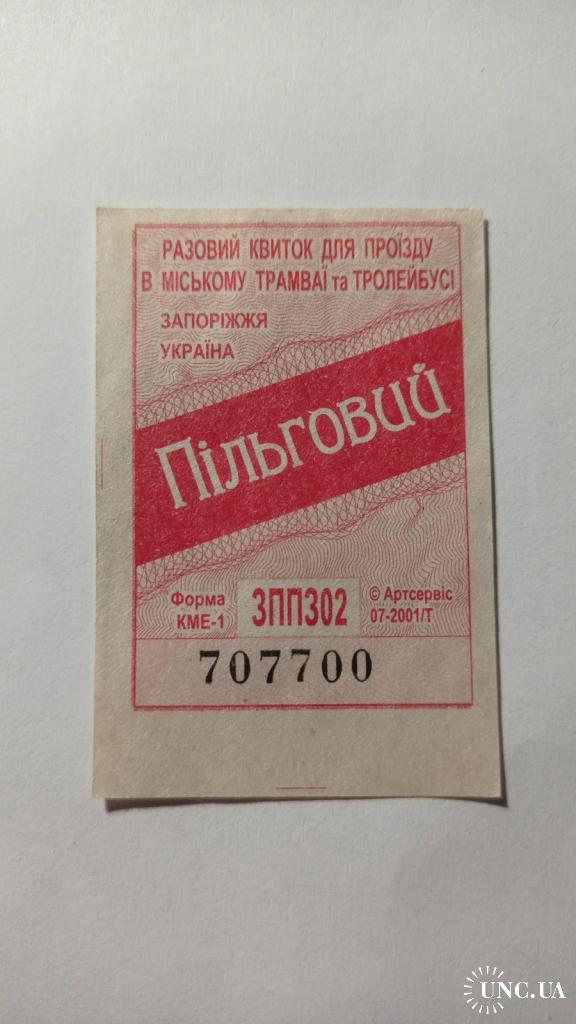 РАЗОВИЙ КВИТОК ДЛЯ ПРОЇЗДУ
В МІСЬКОМУ ТРАМВАЇ та ТРОЛЕЙБУСІ
ЗАПОРІЖЖЯ
УКРАЇНА
Пільговий
Форма
КМЕ-1
ЗПП302
© Артсервіс
07-2001/Т
707700
UNC.UA